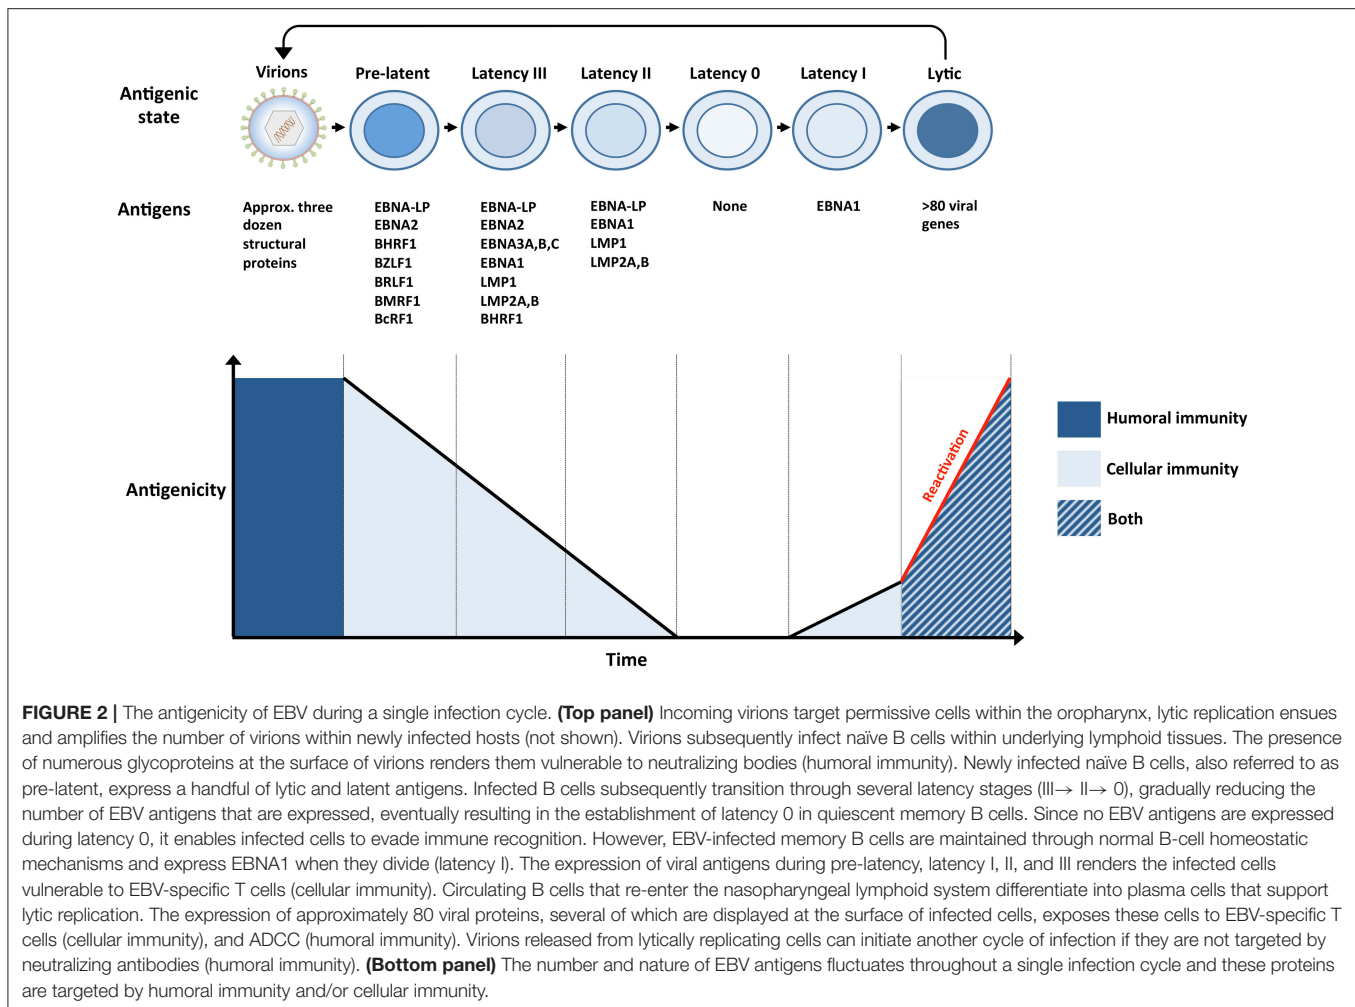 Virions
Pre-latent
Latency III
Latency II
Latency 0
Latency I
Lytic
Antigenic
state
Antigens
Approx. three
dozen
structural
proteins
EBNA-LP
EBNA2
BHRF1
BZLF1
BRLF1
BMRF1
BcRF1
EBNA-LP
EBNA2
EBNA3A,B,C
EBNA1
LMP1
LMP2A,B
BHRF1
EBNA-LP
EBNA1
LMP1
LMP2A,B
None
EBNA1
>80 viral
genes
Antigenicity
Reactivation
Time
Humoral immunity
Cellular immunity
Both
FIGURE 2 | The antigenicity of EBV during a single infection cycle. (Top panel) Incoming virions target permissive cells within the oropharynx, lytic replication ensues
and amplifies the number of virions within newly infected hosts (not shown). Virions subsequently infect naïve B cells within underlying lymphoid tissues. The presence
of numerous glycoproteins at the surface of virions renders them vulnerable to neutralizing bodies (humoral immunity). Newly infected naïve B cells, also referred to as
pre-latent, express a handful of lytic and latent antigens. Infected B cells subsequently transition through several latency stages (III→ II→ 0), gradually reducing the
number of EBV antigens that are expressed, eventually resulting in the establishment of latency 0 in quiescent memory B cells. Since no EBV antigens are expressed
during latency 0, it enables infected cells to evade immune recognition. However, EBV-infected memory B cells are maintained through normal B-cell homeostatic
mechanisms and express EBNA1 when they divide (latency I). The expression of viral antigens during pre-latency, latency I, II, and III renders the infected cells
vulnerable to EBV-specific T cells (cellular immunity). Circulating B cells that re-enter the nasopharyngeal lymphoid system differentiate into plasma cells that support
lytic replication. The expression of approximately 80 viral proteins, several of which are displayed at the surface of infected cells, exposes these cells to EBV-specific T
cells (cellular immunity), and ADCC (humoral immunity). Virions released from lytically replicating cells can initiate another cycle of infection if they are not targeted by
neutralizing antibodies (humoral immunity). (Bottom panel) The number and nature of EBV antigens fluctuates throughout a single infection cycle and these proteins
are targeted by humoral immunity and/or cellular immunity.